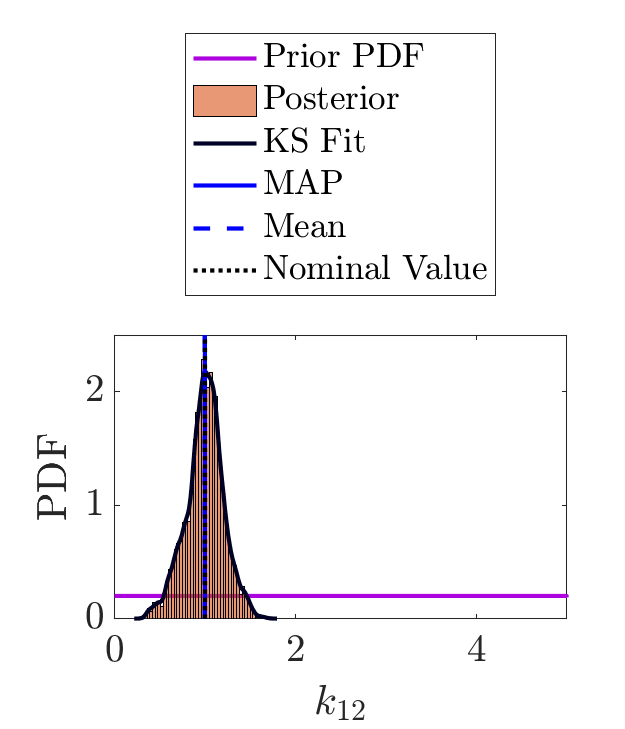 Prior PDF
Posterior
KS Fit
MAP
Mean
Nominal Value
2
1
0
PDF
0 2 4
k12